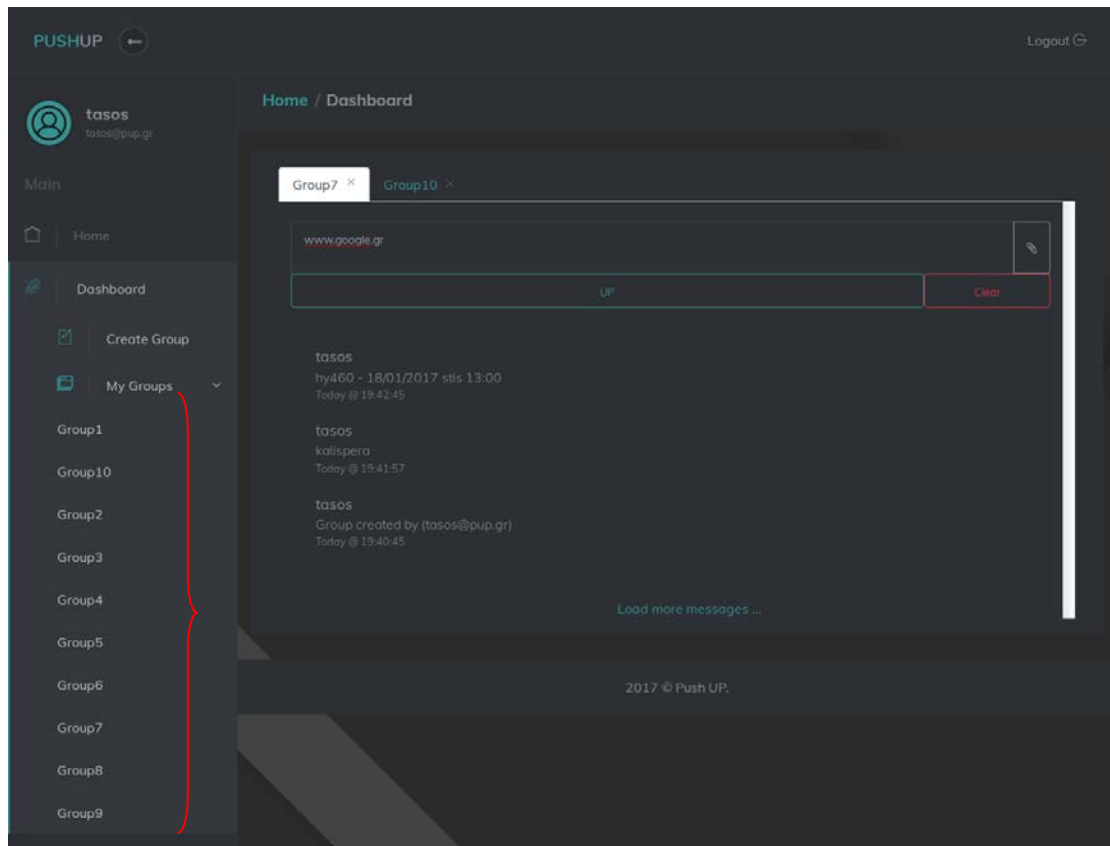 PUSHUP
Logout
tasos
tasos@pup.gr
Home / Dashboard
Main
Home
Dashboard
Create Group
My Groups
Group1
Group10
Group2
Group3
Group4
Group5
Group6
Group7
Group8
Group9
Group7 × Group10 ×
www.google.gr
UP Clear
tasos
hy460 - 18/01/2017 stis 13:00
Today @ 19:42:45
tasos
kalispera
Today @ 19:41:57
tasos
Group created by (tasos@pup.gr)
Today @ 19:40:45
Load more messages ...
2017 © Push UP.